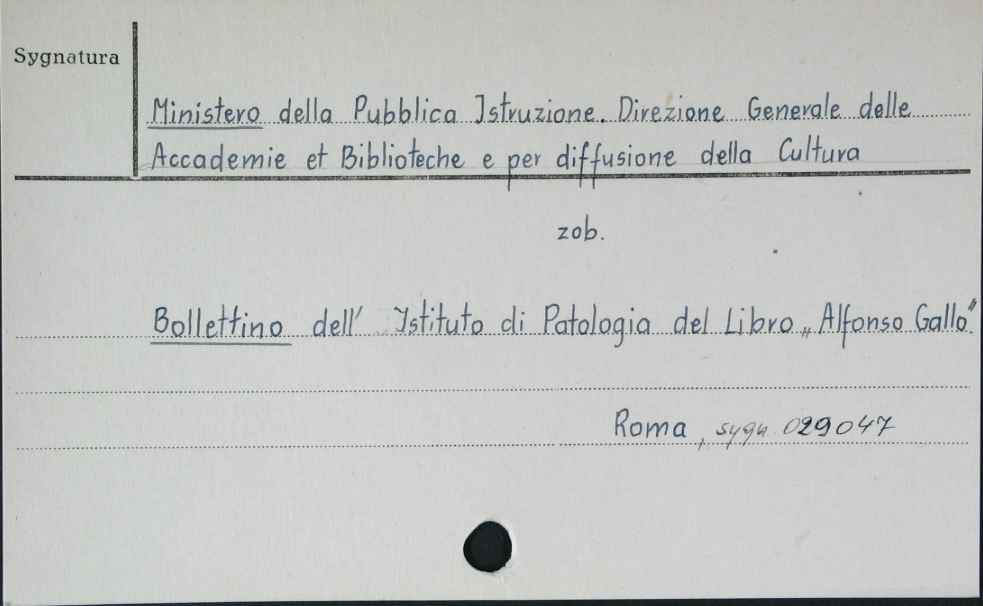 Sygnatura
Ministero della Pubblica Istruzione. Direzione Generale delle
Accademie et Biblioteche e per diffusione della Cultura
zob.
Bollettino dell' Istituto di Patologia del Libro „Alfonso Gallo”.
Roma, sygn. 029047